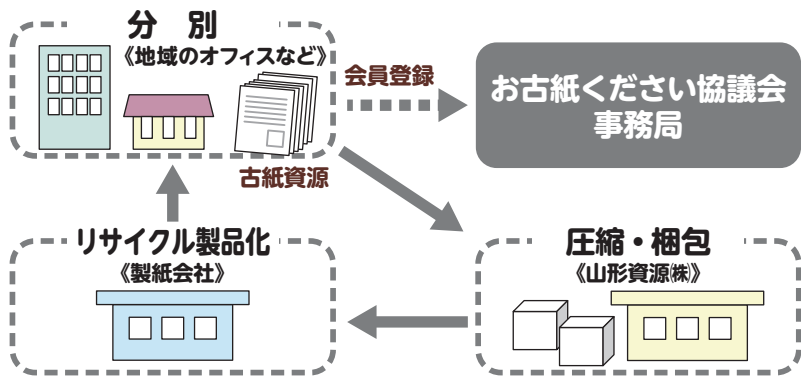 分　別
《地域のオフィスなど》
会員登録
お古紙ください協議会
事務局
古紙資源
リサイクル製品化
《製紙会社》
圧縮・梱包
《山形資源㈱》